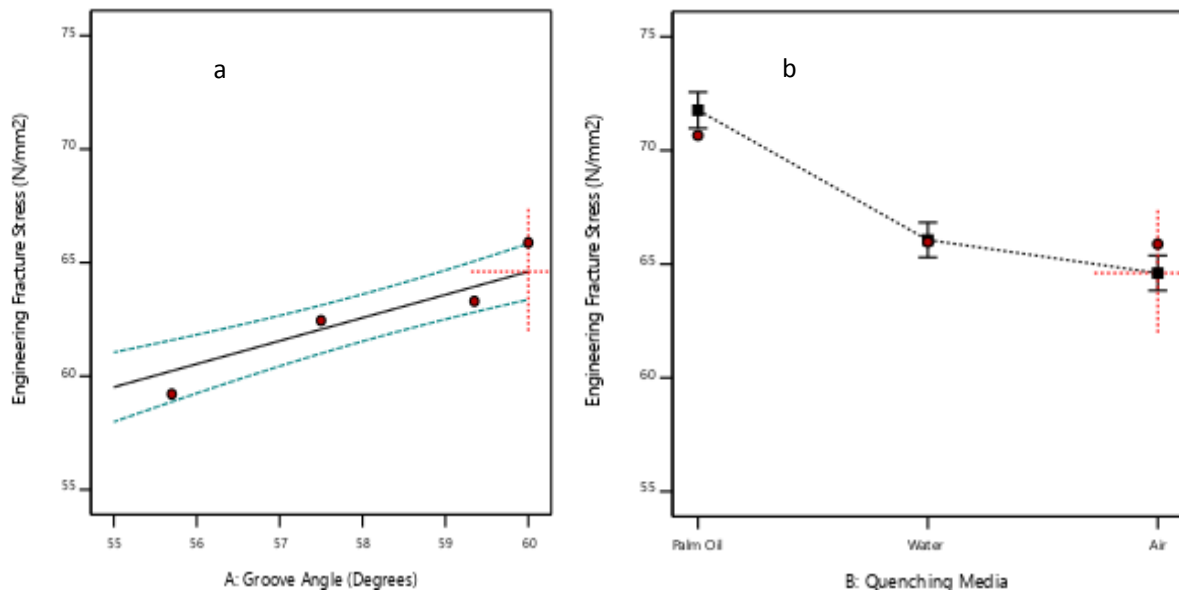 a
Engineering Fracture Stress (N/mm2)
75
70
65
60
55
55 56 57 58 59 60
A: Groove Angle (Degrees)
b
Engineering Fracture Stress (N/mm2)
75
70
65
60
55
Palm Oil Water Air
B: Quenching Media